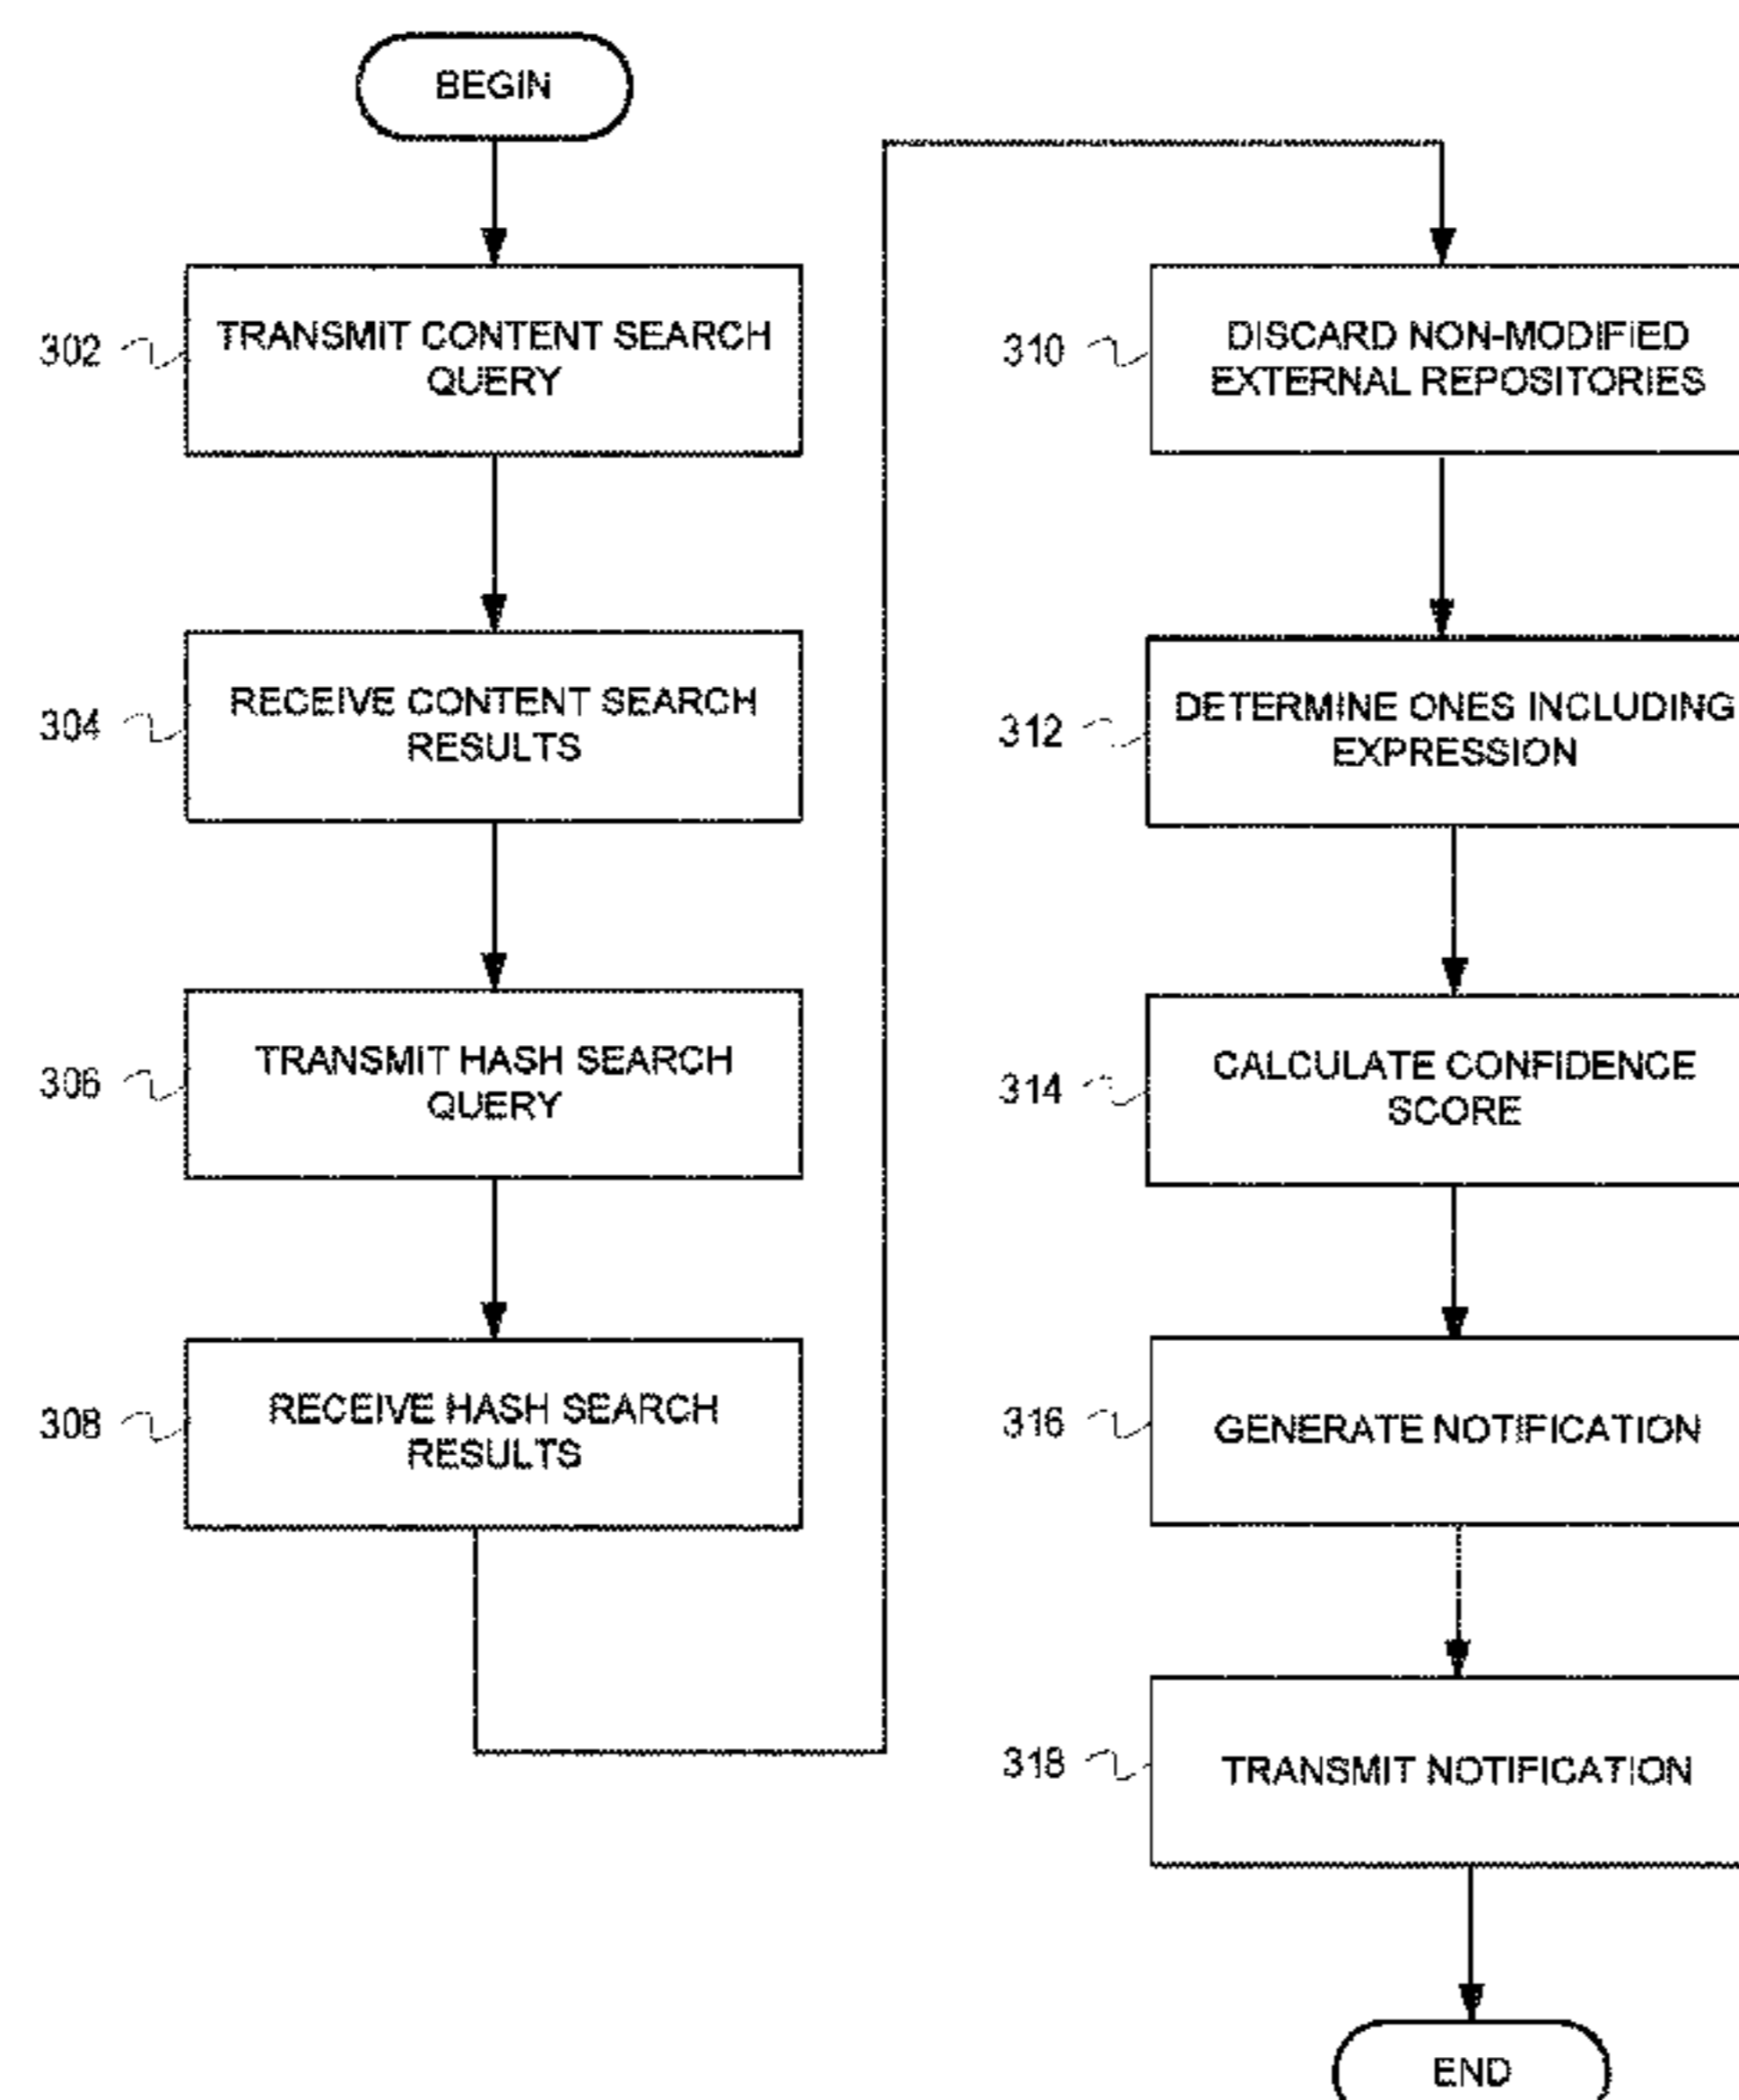 BEGIN
302
TRANSMIT CONTENT SEARCH
QUERY
304
RECEIVE CONTENT SEARCH
RESULTS
306
TRANSMIT HASH SEARCH
QUERY
308
RECEIVE HASH SEARCH
RESULTS
310
DISCARD NON-MODIFIED
EXTERNAL REPOSITORIES
312
DETERMINE ONES INCLUDING
EXPRESSION
314
CALCULATE CONFIDENCE
SCORE
316
GENERATE NOTIFICATION
318
TRANSMIT NOTIFICATION
END